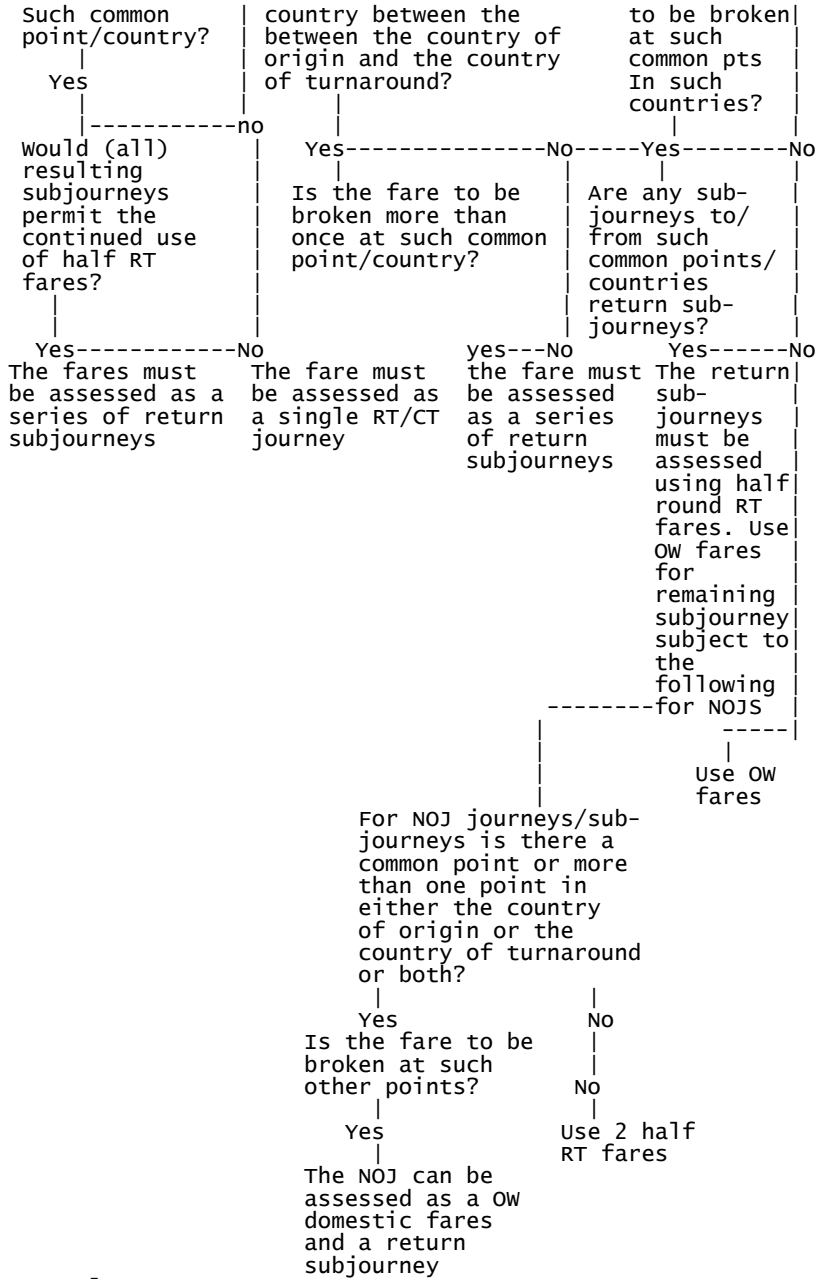 Such common | country between the to be broken|
point/country? | between the country of at such |
| | origin and the country common pts |
Yes | of turnaround? In such |
| | | countries? |
|-----------no | | |
Would (all) | Yes---------------No-----Yes--------No
resulting | | | | |
subjourneys | Is the fare to be | Are any sub- |
permit the | broken more than | journeys to/ |
continued use | once at such common | from such |
of half RT | point/country? | common points/ |
fares? | | countries |
| | | return sub- |
| | | journeys? |
Yes------------No yes---No Yes------No
The fares must The fare must the fare must The return|
be assessed as a be assessed as be assessed sub- |
series of return a single RT/CT as a series journeys |
subjourneys journey of return must be |
subjourneys assessed |
using half|
round RT |
fares. Use|
OW fares |
for |
remaining |
subjourney|
subject to|
the |
following |
--------for NOJS |
| -----|
| |
| Use OW
| fares
For NOJ journeys/sub-
journeys is there a
common point or more
than one point in
either the country
of origin or the
country of turnaround
or both?
| |
Yes No
Is the fare to be |
broken at such |
other points? No
| |
Yes Use 2 half
| RT fares
The NOJ can be
assessed as a OW
domestic fares
and a return
subjourney